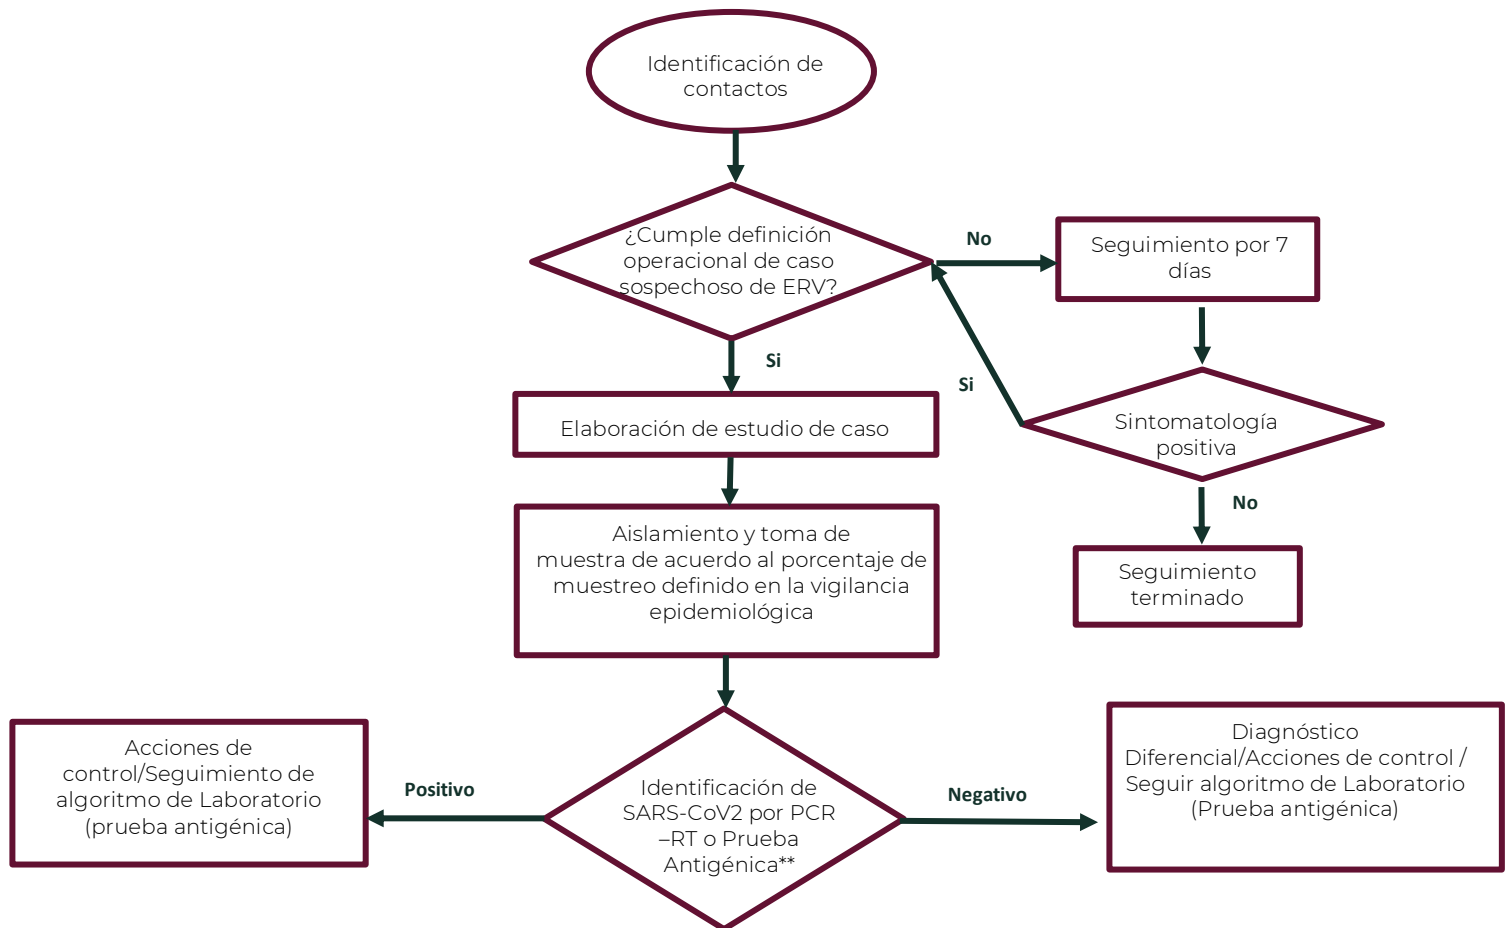 Identificación de
contactos
¿Cumple definición
operacional de caso
sospechoso de ERV?
No
Seguimiento por 7
días
Si
Si
Sintomatología
positiva
Elaboración de estudio de caso
No
Aislamiento y toma de
muestra de acuerdo al porcentaje de
muestreo definido en la vigilancia
epidemiológica
Seguimiento
terminado
Acciones de
control/Seguimiento de
algoritmo de Laboratorio
(prueba antigénica)
Positivo
Identificación de
SARS-CoV2 por PCR
–RT o Prueba
Antigénica**
Negativo
Diagnóstico
Diferencial/Acciones de control /
Seguir algoritmo de Laboratorio
(Prueba antigénica)